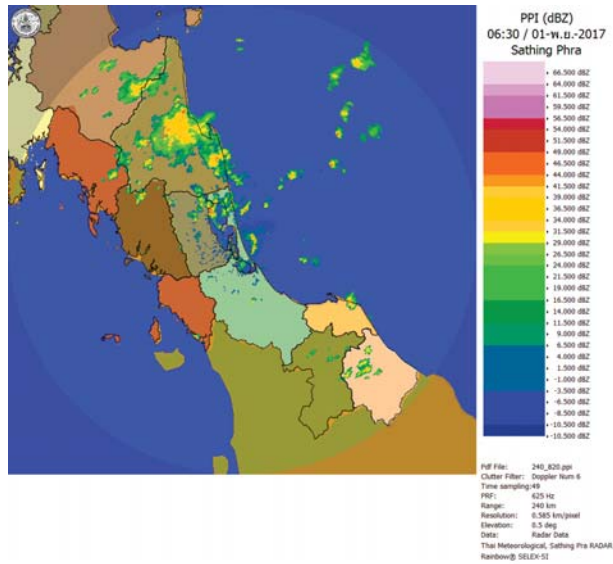 PPI (dBZ)
06:30 / 01-พ.ย.-2017
Sathing Phra
66.500 dBZ
64.000 dBZ
61.500 dBZ
59.500 dBZ
56.500 dBZ
54.000 dBZ
51.500 dBZ
49.000 dBZ
46.500 dBZ
44.000 dBZ
41.500 dBZ
39.000 dBZ
36.500 dBZ
34.000 dBZ
31.500 dBZ
29.000 dBZ
26.500 dBZ
24.000 dBZ
21.500 dBZ
19.000 dBZ
16.500 dBZ
14.000 dBZ
11.500 dBZ
9.000 dBZ
6.500 dBZ
4.000 dBZ
1.500 dBZ
-1.000 dBZ
-3.500 dBZ
-6.500 dBZ
-8.500 dBZ
-10.500 dBZ
-10.500 dBZ
Pdf File: 240_820.ppi
Clutter Filter: Doppler Num 6
Time sampling:49
PRF: 625 Hz
Range: 240 km
Resolution: 0.585 km/pixel
Elevation: 0.5 deg
Data: Radar Data
Thai Meteorological, Sathing Pra RADAR
Rainbow® SELEX-SI